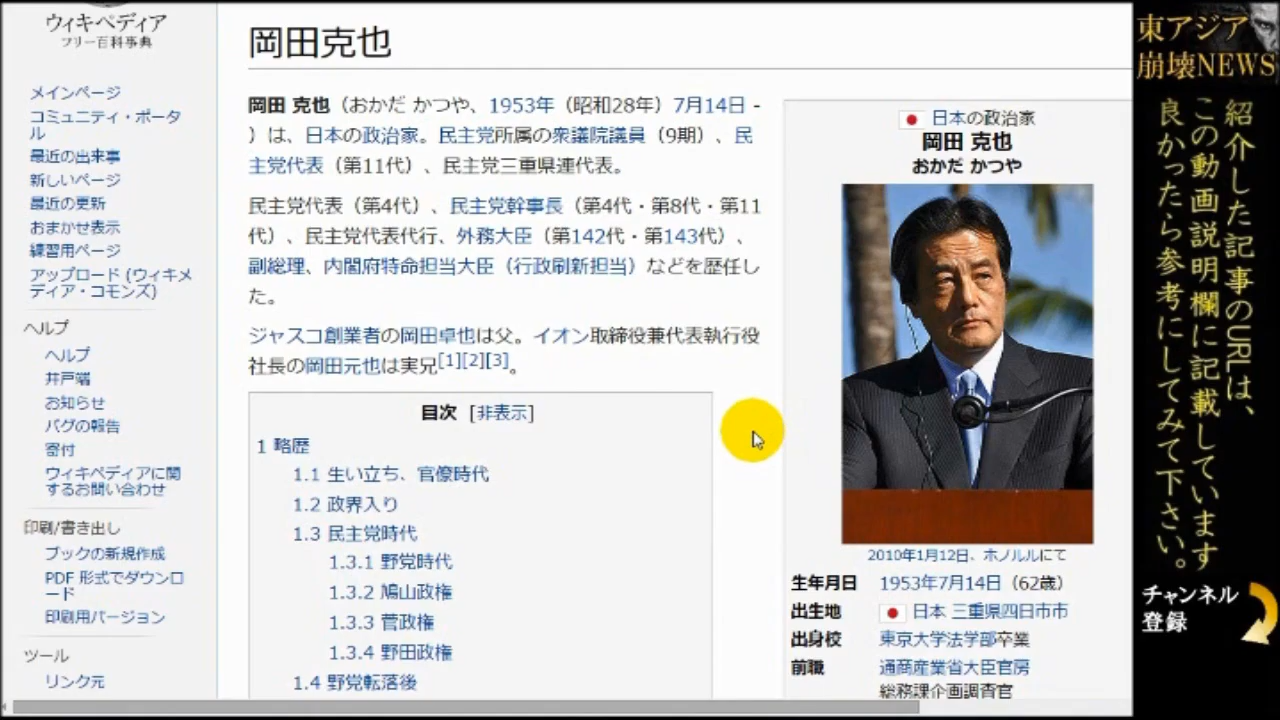 ウィキペディア
フリー百科事典
メインページ
コミュニティ・ポータ
ル
最近の出来事
新しいページ
最近の更新
おまかせ表示
練習用ページ
アップロード (ウィキメ
ディア・コモンズ)
ヘルプ
ヘルプ
井戸端
お知らせ
バグの報告
寄付
ウィキペディアに関
するお問い合わせ
印刷/書き出し
ブックの新規作成
PDF 形式でダウンロ
ード
印刷用バージョン
ツール
リンク元
岡田克也
岡田 克也（おかだ かつや、1953年（昭和28年）7月14日 -
）は、日本の政治家。民主党所属の衆議院議員（9期）、民
主党代表（第11代）、民主党三重県連代表。
民主党代表（第4代）、民主党幹事長（第4代・第8代・第11
代）、民主党代表代行、外務大臣（第142代・第143代）、
副総理、内閣府特命担当大臣（行政刷新担当）などを歴任し
た。
ジャスコ創業者の岡田卓也は父。イオン取締役兼代表執行役
社長の岡田元也は実兄[1][2][3]。
目次 [非表示]
1 略歴
1.1 生い立ち、官僚時代
1.2 政界入り
1.3 民主党時代
1.3.1 野党時代
1.3.2 鳩山政権
1.3.3 菅政権
1.3.4 野田政権
1.4 野党転落後
日本の政治家
岡田 克也
おかだ かつや
2010年1月12日、ホノルルにて
生年月日 1953年7月14日（62歳）
出生地 日本 三重県四日市市
出身校 東京大学法学部卒業
前職 通商産業省大臣官房
総務課企画調査官
東アジア
崩壊NEWS
紹介した記事のURLは、
この動画説明欄に記載しています
良かったら参考にしてみて下さい。
チャンネル
登録